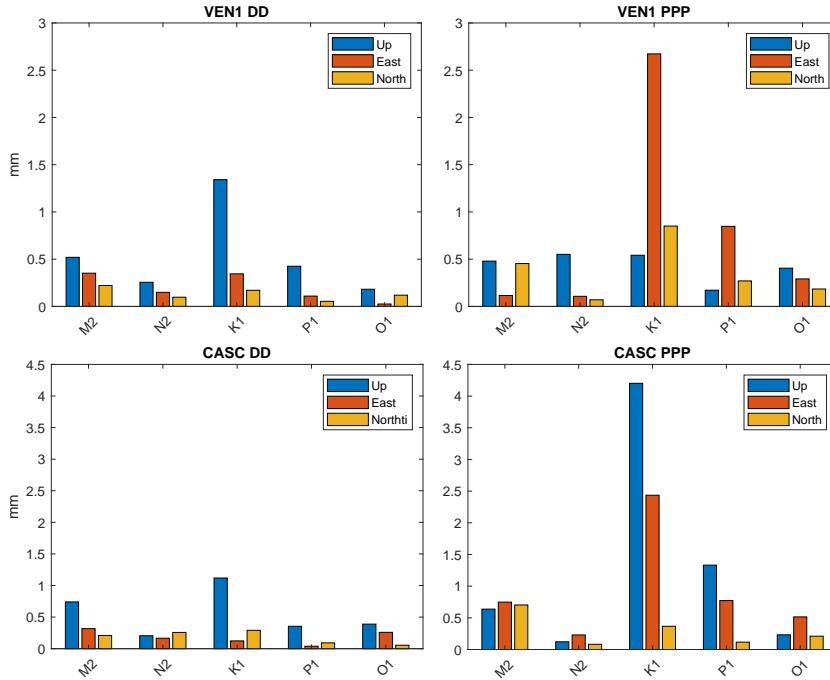 VEN1 DD
3
2.5
2
1.5
1
0.5
0
mm
Up
East
North
M2
N2
K1
P1
O1
VEN1 PPP
3
2.5
2
1.5
1
0.5
0
Up
East
North
M2
N2
K1
P1
O1
CASC DD
4.5
4
3.5
3
2.5
2
1.5
1
0.5
0
mm
Up
East
Northti
M2
N2
K1
P1
O1
CASC PPP
4.5
4
3.5
3
2.5
2
1.5
1
0.5
0
Up
East
North
M2
N2
K1
P1
O1